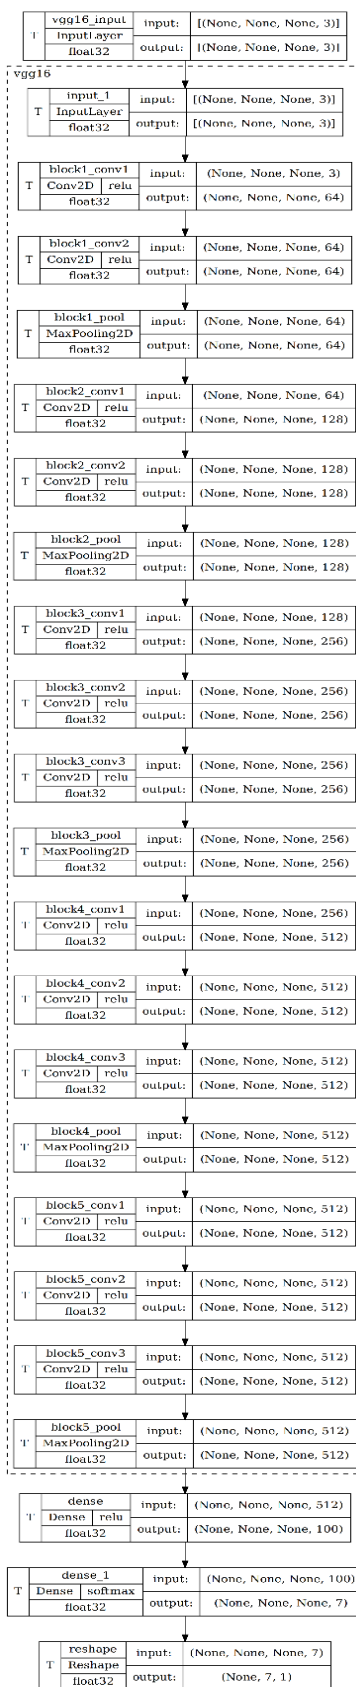 vgg16_input input: [(None, None, None, 3)]
T InputLayer
float32 output: [(None, None, None, 3)]
vgg16
input_1 input: [(None, None, None, 3)]
T InputLayer
float32 output: [(None, None, None, 3)]
block1_conv1 input: (None, None, None, 3)
T Conv2D relu
float32 output: (None, None, None, 64)
block1_conv2 input: (None, None, None, 64)
T Conv2D relu
float32 output: (None, None, None, 64)
block1_pool input: (None, None, None, 64)
T MaxPooling2D
float32 output: (None, None, None, 64)
block2_conv1 input: (None, None, None, 64)
T Conv2D relu
float32 output: (None, None, None, 128)
block2_conv2 input: (None, None, None, 128)
T Conv2D relu
float32 output: (None, None, None, 128)
block2_pool input: (None, None, None, 128)
T MaxPooling2D
float32 output: (None, None, None, 128)
block3_conv1 input: (None, None, None, 128)
T Conv2D relu
float32 output: (None, None, None, 256)
block3_conv2 input: (None, None, None, 256)
T Conv2D relu
float32 output: (None, None, None, 256)
block3_conv3 input: (None, None, None, 256)
T Conv2D relu
float32 output: (None, None, None, 256)
block3_pool input: (None, None, None, 256)
T MaxPooling2D
float32 output: (None, None, None, 256)
block4_conv1 input: (None, None, None, 256)
T Conv2D relu
float32 output: (None, None, None, 512)
block4_conv2 input: (None, None, None, 512)
T Conv2D relu
float32 output: (None, None, None, 512)
block4_conv3 input: (None, None, None, 512)
T Conv2D relu
float32 output: (None, None, None, 512)
block4_pool input: (None, None, None, 512)
T MaxPooling2D
float32 output: (None, None, None, 512)
block5_conv1 input: (None, None, None, 512)
T Conv2D relu
float32 output: (None, None, None, 512)
block5_conv2 input: (None, None, None, 512)
T Conv2D relu
float32 output: (None, None, None, 512)
block5_conv3 input: (None, None, None, 512)
T Conv2D relu
float32 output: (None, None, None, 512)
block5_pool input: (None, None, None, 512)
T MaxPooling2D
float32 output: (None, None, None, 512)
dense input: (None, None, None, 512)
T Dense relu
float32 output: (None, None, None, 100)
dense_1 input: (None, None, None, 100)
T Dense softmax
float32 output: (None, None, None, 7)
reshape input: (None, None, None, 7)
T Reshape
output: (None, 7, 1)